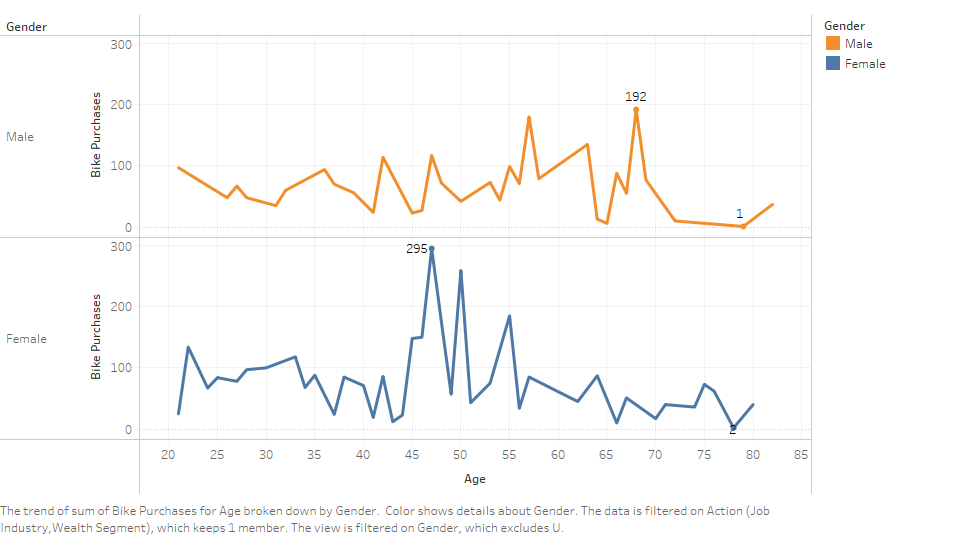 Gender
Gender
Male
Female
300
200
192
Bike Purchases
Male
100
1
0
300
295
200
Bike Purchases
Female
100
0
2
20 25 30 35 40 45 50 55 60 65 70 75 80 85
Age
The trend of sum of Bike Purchases for Age broken down by Gender.  Color shows details about Gender. The data is filtered on Action (Job
Industry,Wealth Segment), which keeps 1 member. The view is filtered on Gender, which excludes U.